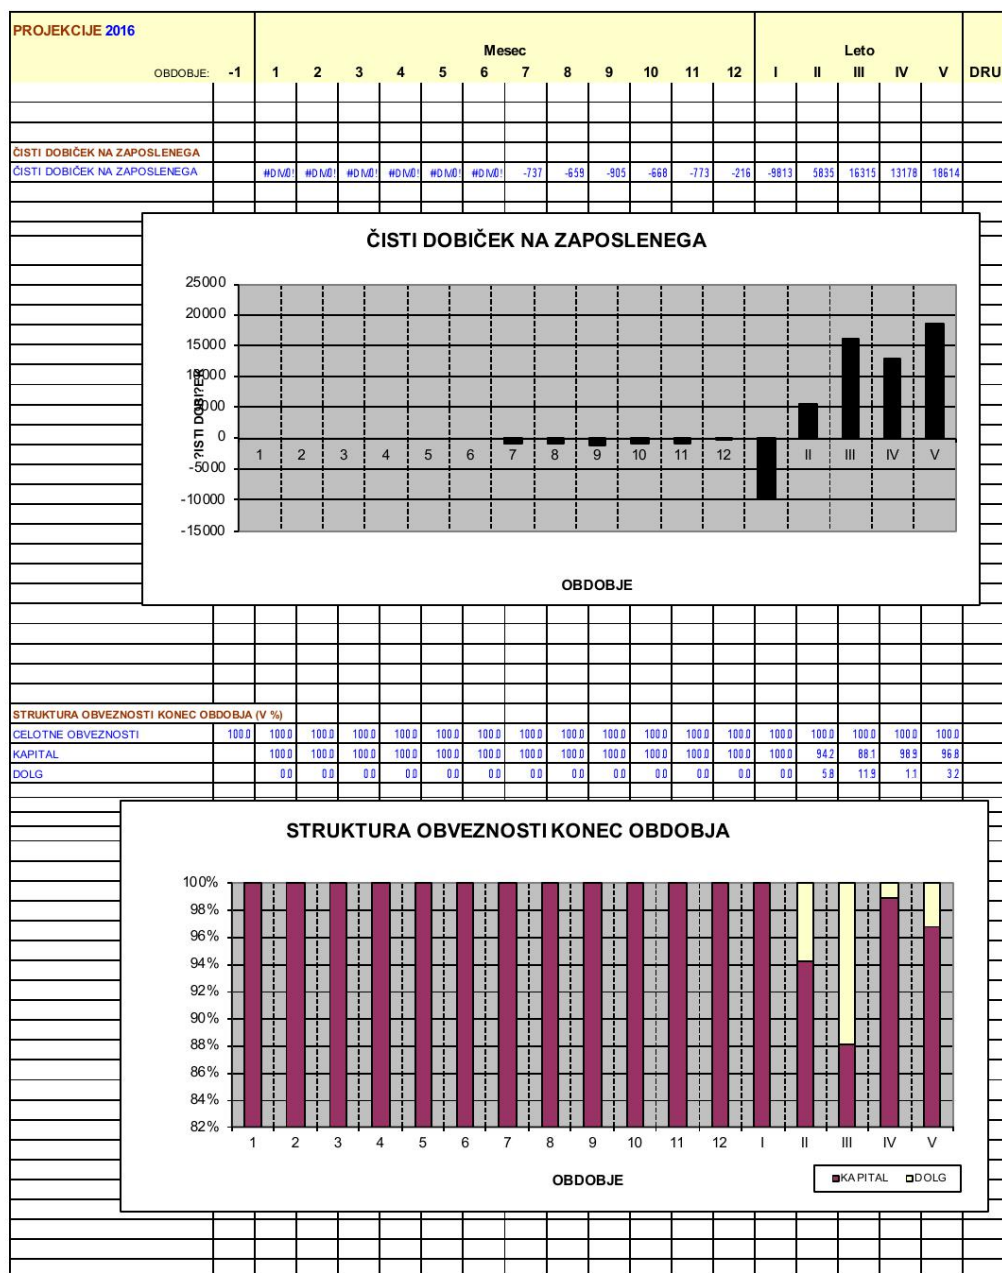 PROJEKCIJE 2016
Mesec Leto
OBDOBJE: -1 1 2 3 4 5 6 7 8 9 10 11 12 I II III IV V DRU
ČISTI DOBIČEK NA ZAPOSLENEGA
ČISTI DOBIČEK NA ZAPOSLENEGA #DIV/0! #DIV/0! #DIV/0! #DIV/0! #DIV/0! #DIV/0! -737 -659 -905 -668 -773 -216 -9813 5835 16315 13178 18614
ČISTI DOBIČEK NA ZAPOSLENEGA
25000
20000
15000
10000
5000
0
-5000
-10000
-15000
?ISTI DOBI?EK
1 2 3 4 5 6 7 8 9 10 11 12 I II III IV V
OBDOBJE
STRUKTURA OBVEZNOSTI KONEC OBDOBJA (V %)
CELOTNE OBVEZNOSTI 100.0 100.0 100.0 100.0 100.0 100.0 100.0 100.0 100.0 100.0 100.0 100.0 100.0 100.0 100.0 100.0 100.0 100.0
KAPITAL 100.0 100.0 100.0 100.0 100.0 100.0 100.0 100.0 100.0 100.0 100.0 100.0 100.0 94.2 88.1 98.9 96.8
DOLG 0.0 0.0 0.0 0.0 0.0 0.0 0.0 0.0 0.0 0.0 0.0 0.0 0.0 5.8 11.9 1.1 3.2
STRUKTURA OBVEZNOSTI KONEC OBDOBJA
100%
98%
96%
94%
92%
90%
88%
86%
84%
82%
1 2 3 4 5 6 7 8 9 10 11 12 I II III IV V
OBDOBJE
KAPITAL DOLG